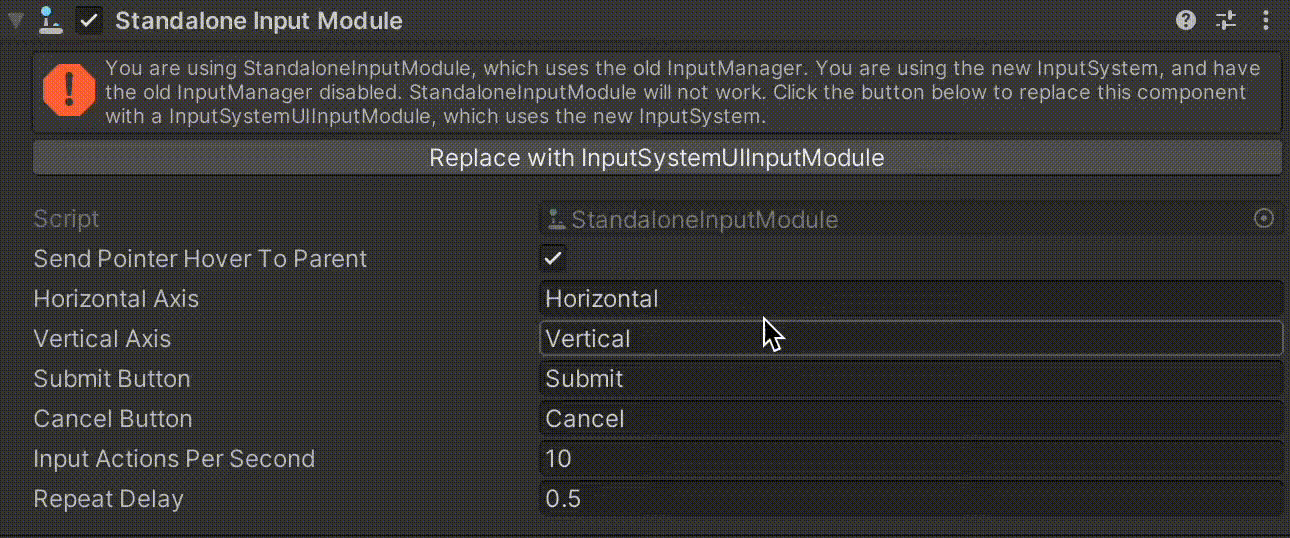 Standalone Input Module
You are using StandaloneInputModule, which uses the old InputManager. You are using the new InputSystem, and have
the old InputManager disabled. StandaloneInputModule will not work. Click the button below to replace this component
with a InputSystemUIInputModule, which uses the new InputSystem.
Replace with InputSystemUIInputModule
Script StandaloneInputModule
Send Pointer Hover To Parent
Horizontal Axis Horizontal
Vertical Axis Vertical
Submit Button Submit
Cancel Button Cancel
Input Actions Per Second 10
Repeat Delay 0.5